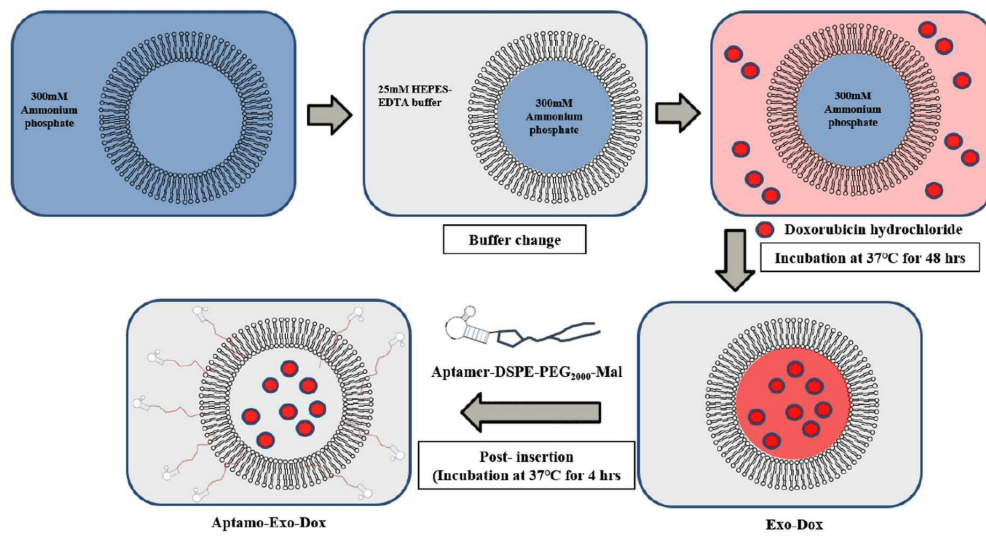 300mM
Ammonium
phosphate
25mM HEPES-
EDTA buffer
300mM
Ammonium
phosphate
300mM
Ammonium
phosphate
Buffer change
Doxorubicin hydrochloride
Incubation at 37°C for 48 hrs
Aptamer-DSPE-PEG2000-Mal
Post- insertion
(Incubation at 37°C for 4 hrs
Aptamo-Exo-Dox
Exo-Dox